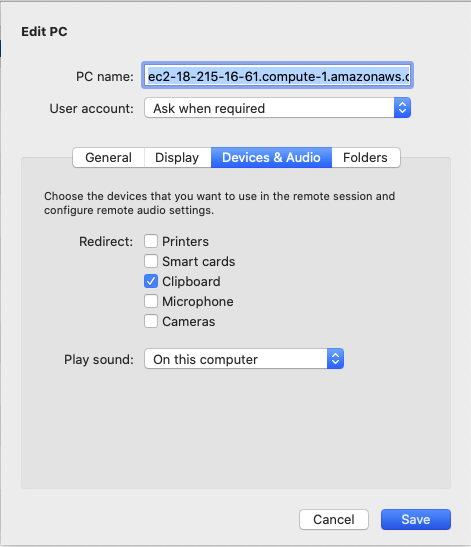 Edit PC
PC name: ec2-18-215-16-61.compute-1.amazonaws.c
User account: Ask when required
General Display Devices & Audio Folders
Choose the devices that you want to use in the remote session and
configure remote audio settings.
Redirect: Printers
Smart cards
Clipboard
Microphone
Cameras
Play sound: On this computer
Cancel Save